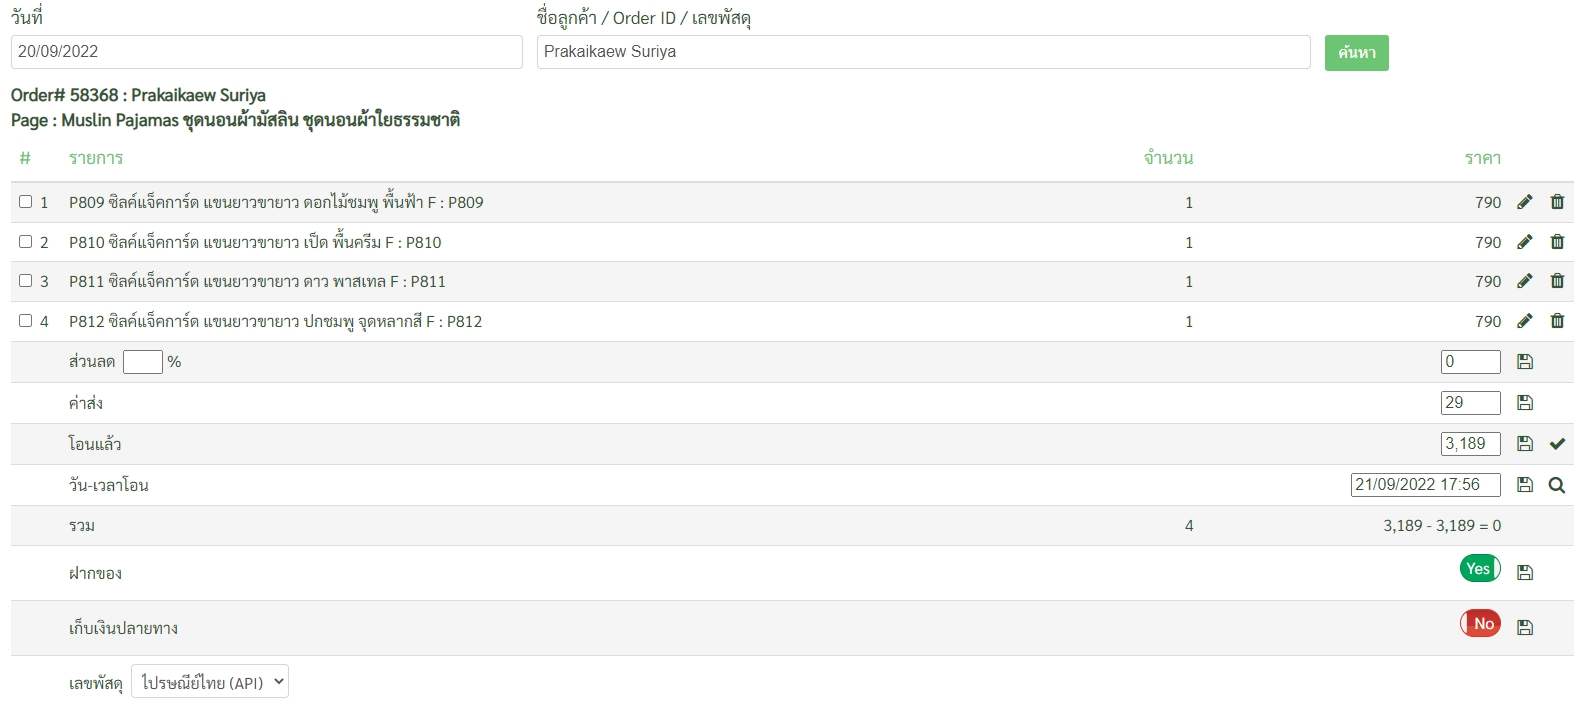 วันที่ ชื่อลูกค้า / Order ID / เลขพัสดุ
20/09/2022 Prakaikaew Suriya ค้นหา
Order# 58368 : Prakaikaew Suriya
Page : Muslin Pajamas ชุดนอนผ้ามัสลิน ชุดนอนผ้าใยธรรมชาติ
# รายการ จำนวน ราคา
1 P809 ซิลค์แจ็คการ์ด แขนยาวขายาว ดอกไม้ชมพู พื้นฟ้า F : P809 1 790
2 P810 ซิลค์แจ็คการ์ด แขนยาวขายาว เป็ด พื้นครีม F : P810 1 790
3 P811 ซิลค์แจ็คการ์ด แขนยาวขายาว ดาว พาสเทล F : P811 1 790
4 P812 ซิลค์แจ็คการ์ด แขนยาวขายาว ปกชมพู จุดหลากสี F : P812 1 790
ส่วนลด % 0
ค่าส่ง 29
โอนแล้ว 3,189
วัน-เวลาโอน 21/09/2022 17:56
รวม 4 3,189 - 3,189 = 0
ฝากของ Yes
เก็บเงินปลายทาง No
เลขพัสดุ ไปรษณีย์ไทย (API)